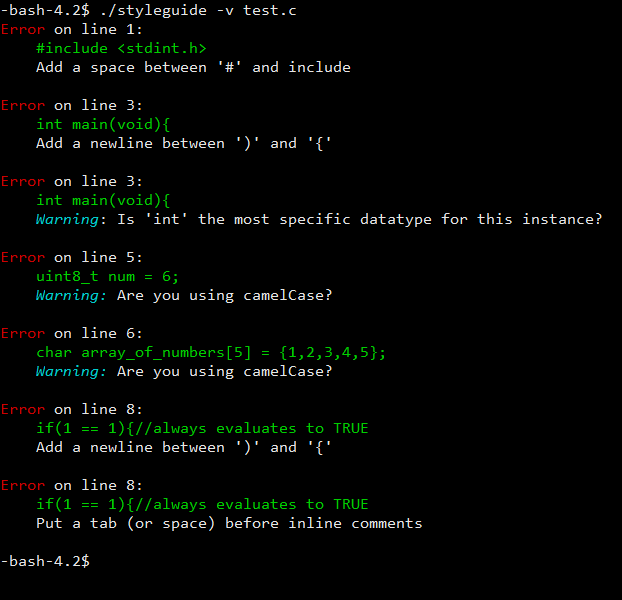 -bash-4.2$ ./styleguide -v test.c
Error on line 1:
#include <stdint.h>
Add a space between '#' and include
Error on line 3:
int main(void){
Add a newline between ')' and '{'
Error on line 3:
int main(void){
Warning: Is 'int' the most specific datatype for this instance?
Error on line 5:
uint8_t num = 6;
Warning: Are you using camelCase?
Error on line 6:
char array_of_numbers[5] = {1,2,3,4,5};
Warning: Are you using camelCase?
Error on line 8:
if(1 == 1){//always evaluates to TRUE
Add a newline between ')' and '{'
Error on line 8:
if(1 == 1){//always evaluates to TRUE
Put a tab (or space) before inline comments
-bash-4.2$